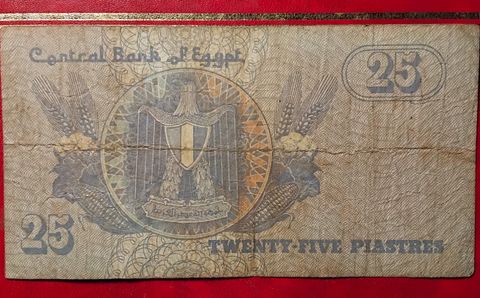 Central Bank of Egypt
25
25
TWENTY-FIVE PIASTRES